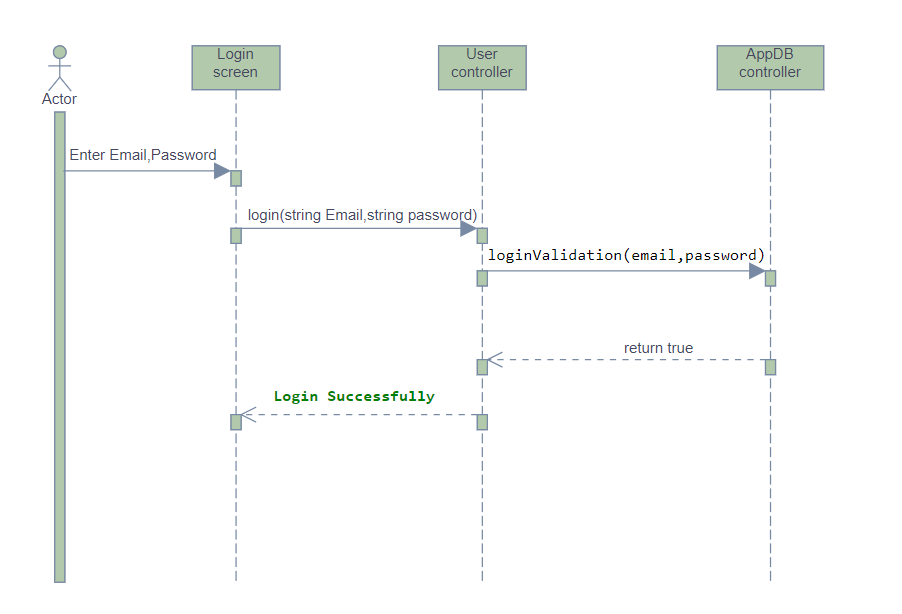 Login
screen
User
controller
AppDB
controller
Actor
Enter Email,Password
login(string Email,string password)
loginValidation(email,password)
return true
Login Successfully